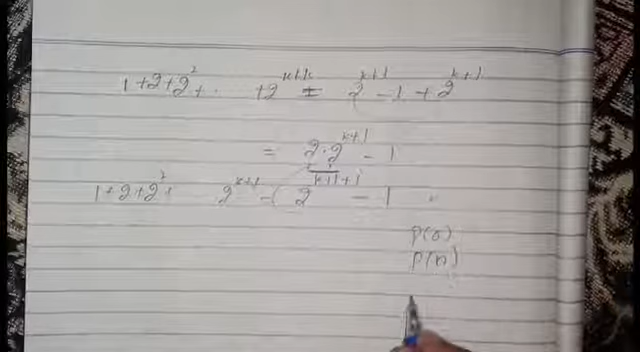 1+2+2²+ . +2^{k+1} = 2^{k+1} -1 +2^{k+1}
= 2·2^{k+1} - 1
1+2+2²+ 2^{k+1} = ( 2^{k+1+1} - 1 .
P(0)
P(n)